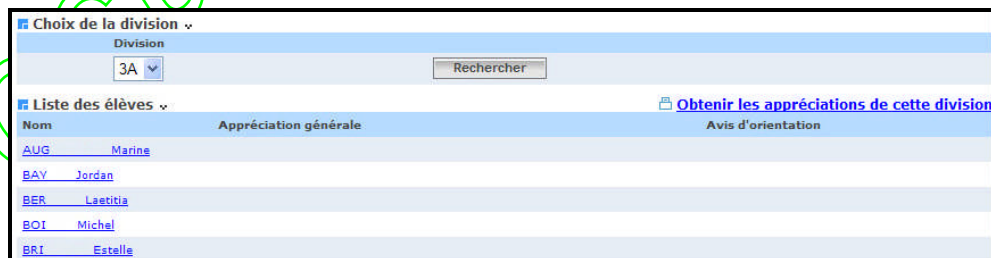 Choix de la division
Division
3A Rechercher
Liste des élèves Obtenir les appréciations de cette division
Nom Appréciation générale Avis d'orientation
AUG Marine
BAY Jordan
BER Laetitia
BOI Michel
BRI Estelle